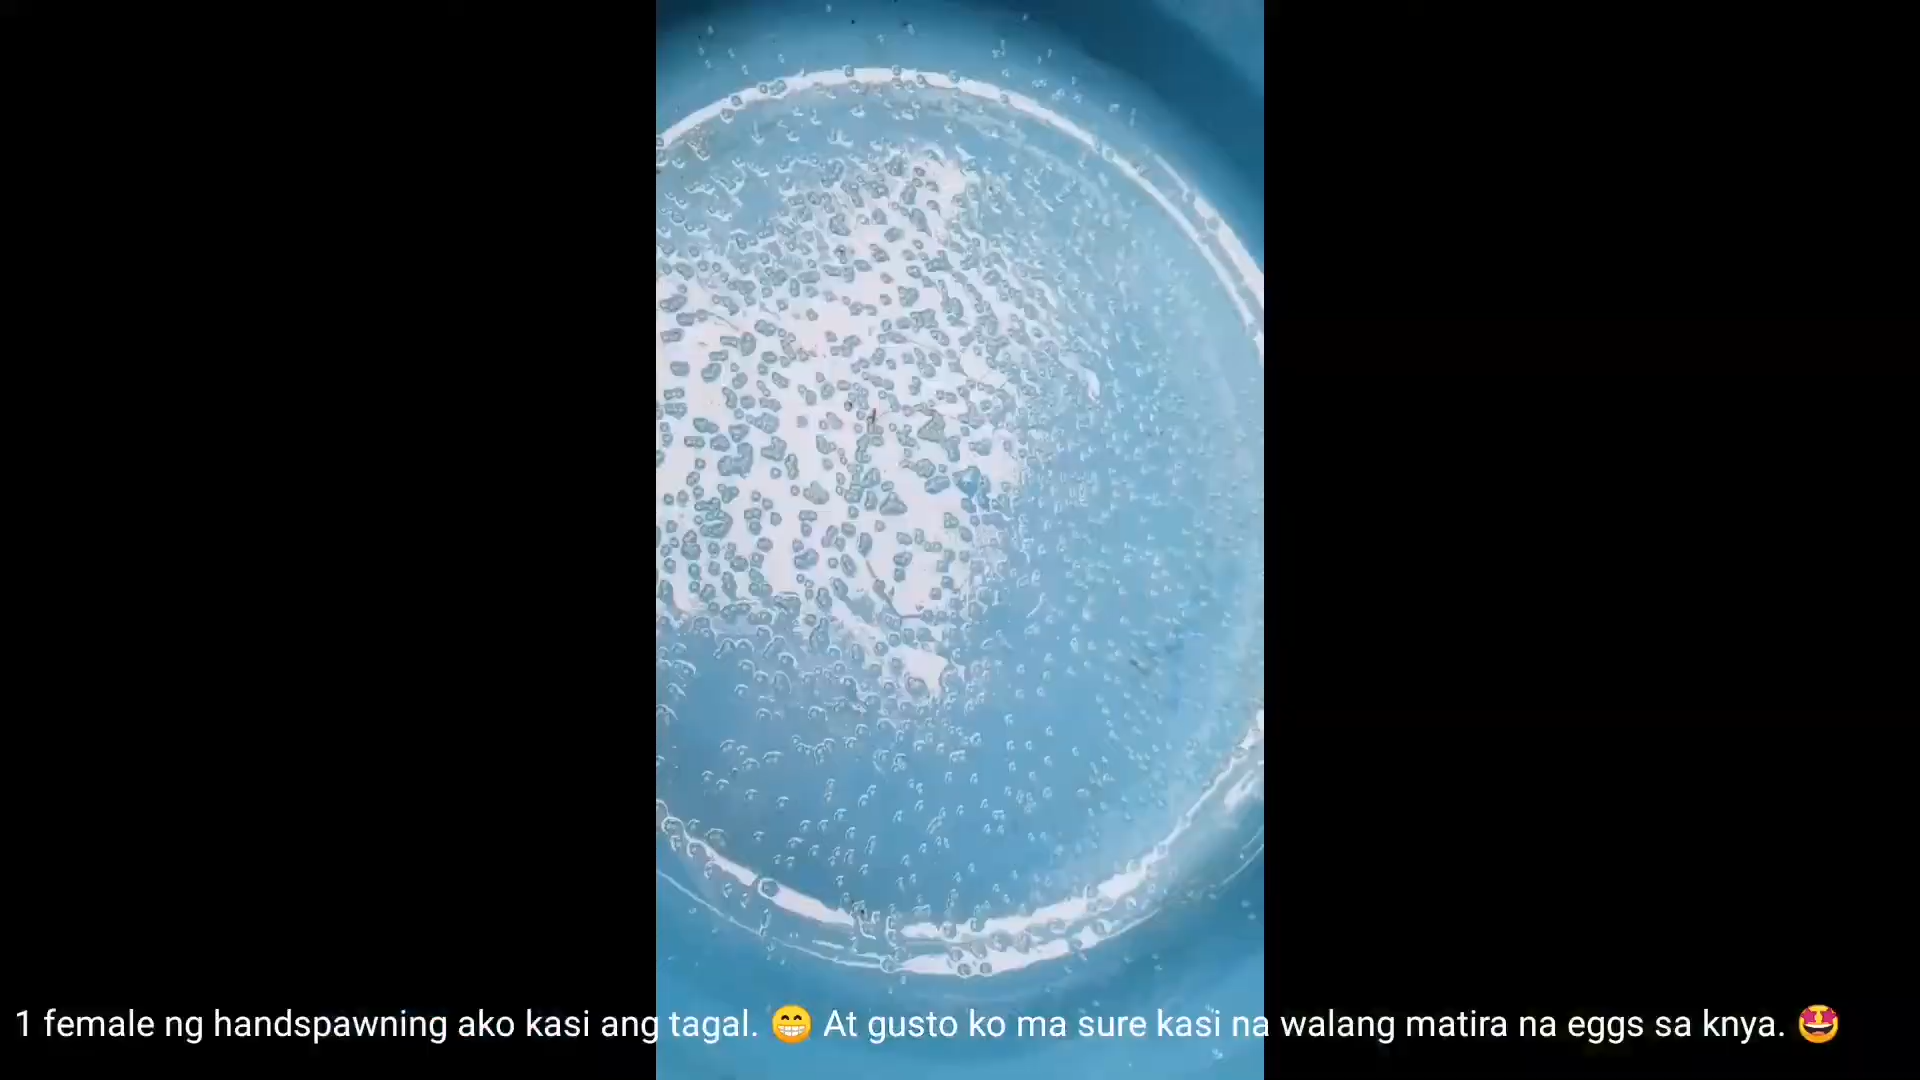 1 female ng handspawning ako kasi ang tagal. 😁 At gusto ko ma sure kasi na walang matira na eggs sa knya. 🤩